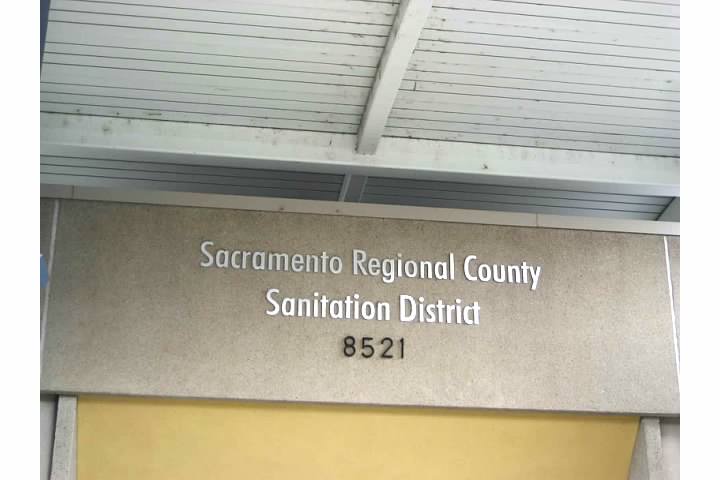 Sacramento Regional County
Sanitation District
8521